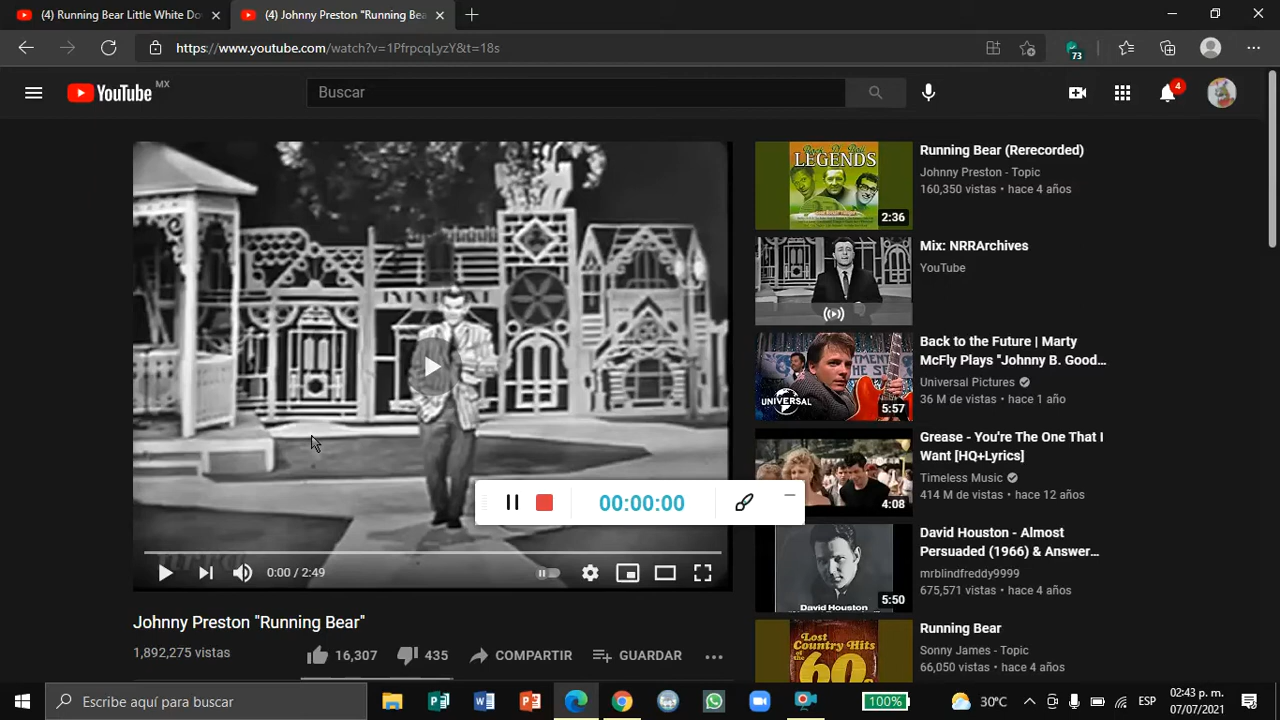 (4) Running Bear Little White Do
(4) Johnny Preston "Running Bea
https://www.youtube.com/watch?v=1PfrpcqLyzY&t=18s
73
YouTube MX
Buscar
4
LEGENDS
2:36
Running Bear (Rerecorded)
Johnny Preston - Topic
160,350 vistas • hace 4 años
Mix: NRRArchives
YouTube
UNIVERSAL
5:57
Back to the Future | Marty
McFly Plays "Johnny B. Good...
Universal Pictures
36 M de vistas • hace 1 año
4:08
Grease - You're The One That I
Want [HQ+Lyrics]
Timeless Music
414 M de vistas • hace 12 años
00:00:00
David Houston
5:50
David Houston - Almost
Persuaded (1966) & Answer...
mrblindfreddy9999
675,571 vistas • hace 4 años
0:00 / 2:49
Johnny Preston "Running Bear"
1,892,275 vistas
16,307
435
COMPARTIR
GUARDAR
Lost
Country Hits
of the
60s
Running Bear
Sonny James - Topic
66,050 vistas • hace 4 años
Escribe aquí para buscar
100%
30°C
ESP
02:43 p. m.
07/07/2021